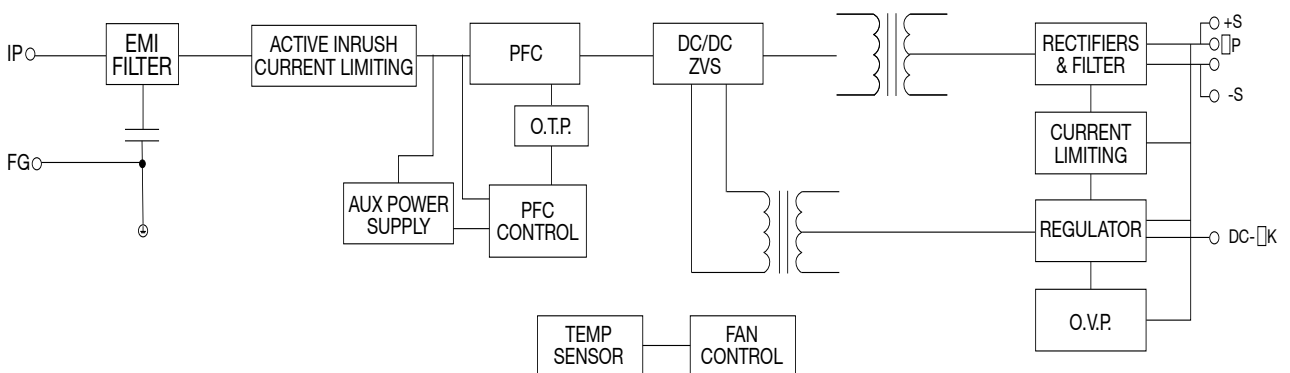 EMI
FILTER
ACTIVE INRUSH
CURRENT LIMITING
PFC
DC/DC
ZVS
RECTIFIERS
& FILTER
+S
P
-S
IP
O.T.P.
CURRENT
LIMITING
FG
AUX POWER
SUPPLY
PFC
CONTROL
REGULATOR
DC-▯K
O.V.P.
TEMP
SENSOR
FAN
CONTROL